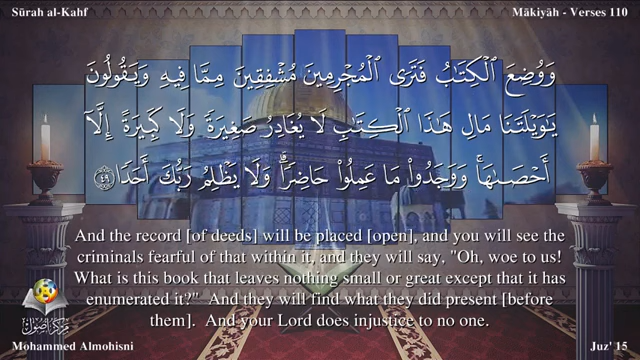 Sūrah al-Kahf
Mākiyāh - Verses 110
وَوُضِعَ ٱلْكِتَٰبُ فَتَرَى ٱلْمُجْرِمِينَ مُشْفِقِينَ مِمَّا فِيهِ وَيَقُولُونَ
يَٰوَيْلَتَنَا مَالِ هَٰذَا ٱلْكِتَٰبِ لَا يُغَادِرُ صَغِيرَةً وَلَا كَبِيرَةً إِلَّآ
أَحْصَىٰهَا ۚ وَوَجَدُوا۟ مَا عَمِلُوا۟ حَاضِرًا ۗ وَلَا يَظْلِمُ رَبُّكَ أَحَدًا ٤٩
And the record [of deeds] will be placed [open], and you will see the
criminals fearful of that within it, and they will say, "Oh, woe to us!
What is this book that leaves nothing small or great except that it has
enumerated it?"  And they will find what they did present [before
them].  And your Lord does injustice to no one.
مركز أصول
Mohammed Almohisni
Juz' 15